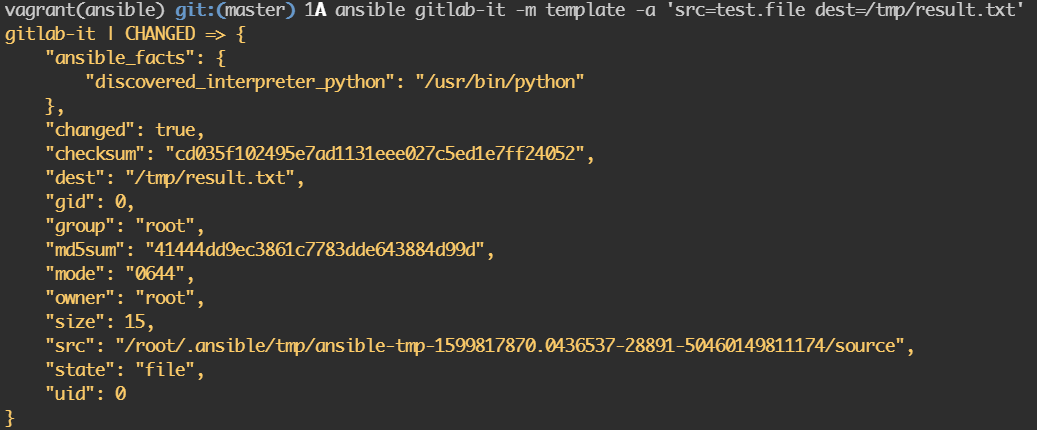 vagrant(ansible) git:(master) 1A ansible gitlab-it -m template -a 'src=test.file dest=/tmp/result.txt'
gitlab-it | CHANGED => {
    "ansible_facts": {
        "discovered_interpreter_python": "/usr/bin/python"
    },
    "changed": true,
    "checksum": "cd035f102495e7ad1131eee027c5ed1e7ff24052",
    "dest": "/tmp/result.txt",
    "gid": 0,
    "group": "root",
    "md5sum": "41444dd9ec3861c7783dde643884d99d",
    "mode": "0644",
    "owner": "root",
    "size": 15,
    "src": "/root/.ansible/tmp/ansible-tmp-1599817870.0436537-28891-50460149811174/source",
    "state": "file",
    "uid": 0
}